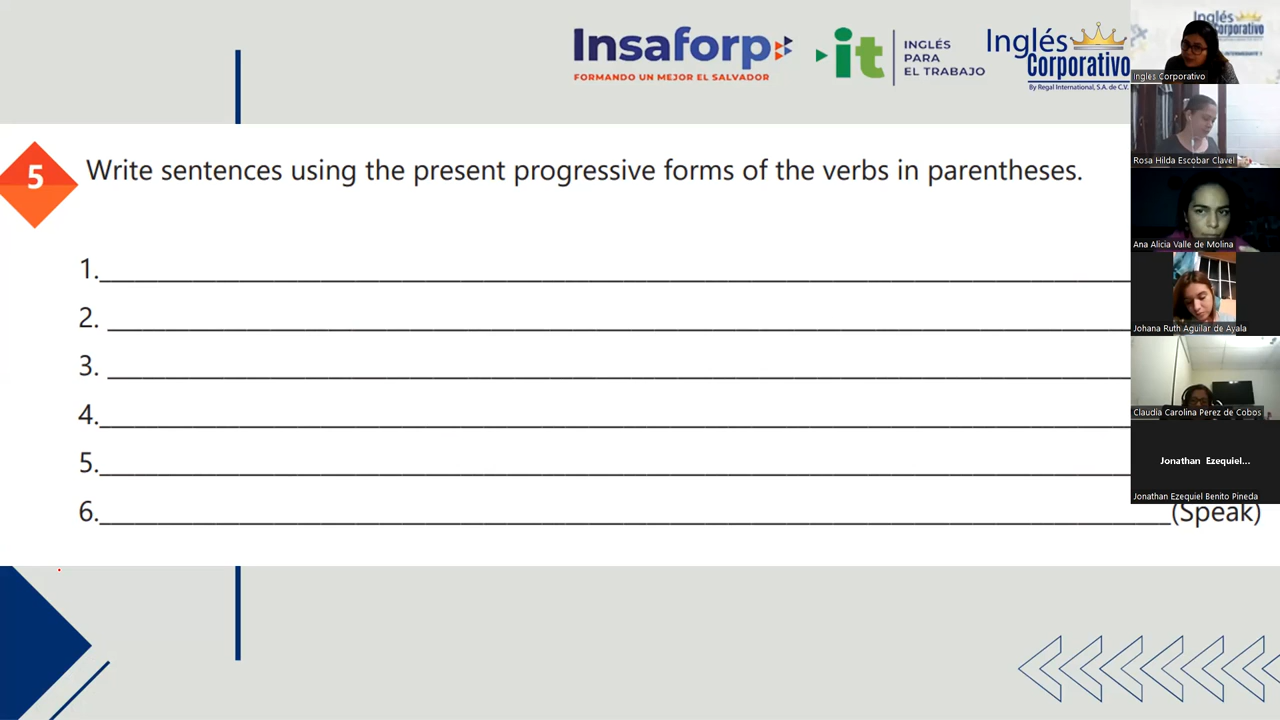 Insaforp
FORMANDO UN MEJOR EL SALVADOR
it
INGLÉS
PARA
EL TRABAJO
Inglés
Corporativo
By Regal International, S.A. de C.V.
5
Write sentences using the present progressive forms of the verbs in parentheses.
1.
2.
3.
4.
5.
6. (Speak)
Inglés
Corporativo
Ingles Corporativo
Rosa Hilda Escobar Clavel
Ana Alicia Valle de Molina
Johana Ruth Aguilar de Ayala
Claudia Carolina Perez de Cobos
Jonathan Ezequiel...
Jonathan Ezequiel Benito Pineda